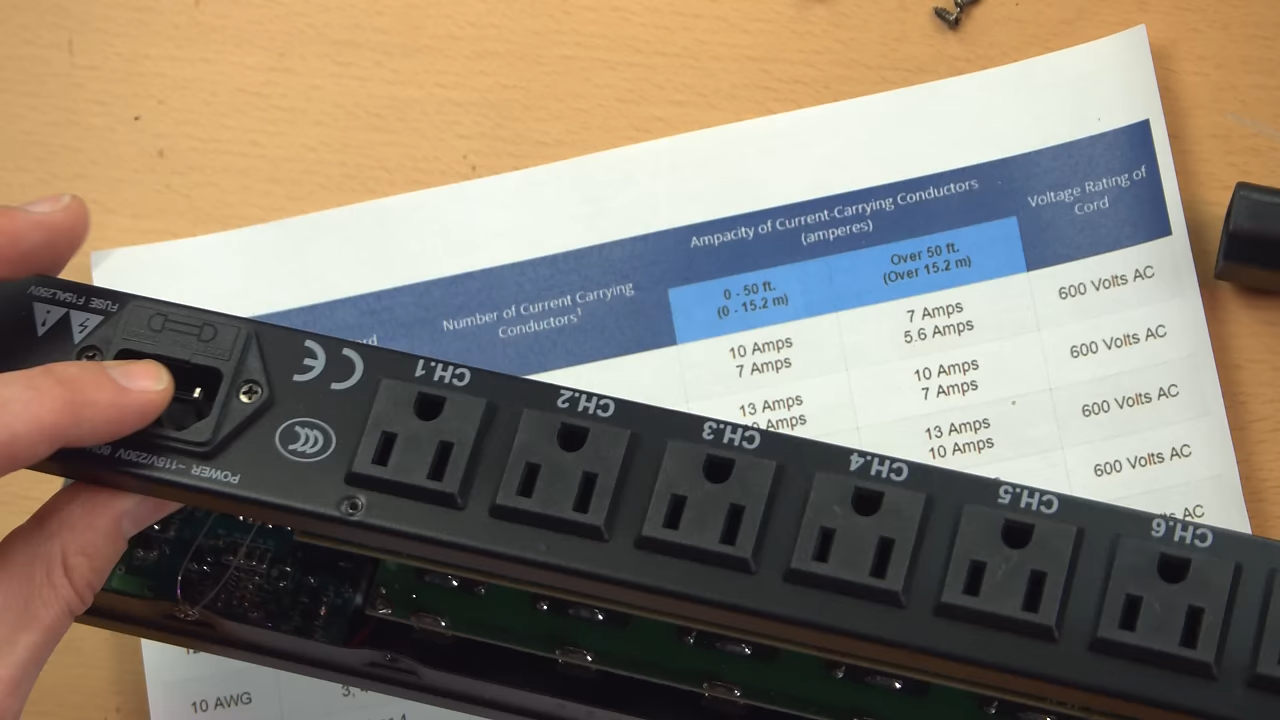 Ampacity of Current-Carrying Conductors
(amperes)
Voltage Rating of
Cord
Number of Current Carrying
Conductors¹
0 - 50 ft.
(0 - 15.2 m)
Over 50 ft.
(Over 15.2 m)
10 Amps
7 Amps
7 Amps
5.6 Amps
600 Volts AC
13 Amps
Amps
10 Amps
7 Amps
600 Volts AC
13 Amps
10 Amps
600 Volts AC
600 Volts AC
AC
FUSE F15AL250V
CE
CCC
POWER ~115V/230V
CH.1
CH.2
CH.3
CH.4
CH.5
CH.6
10 AWG